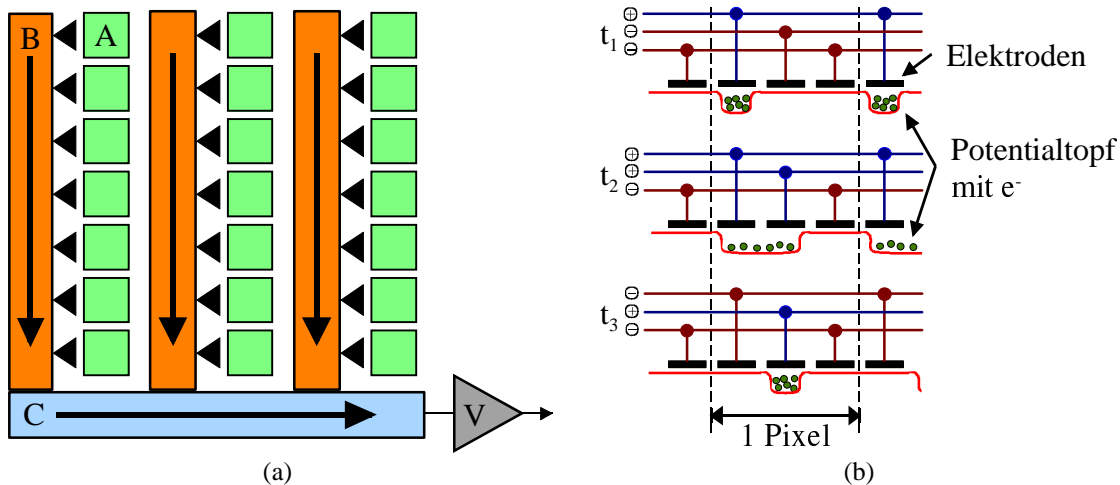 B
A
C
V
(a)
⊕
t₁ ⊖
⊖
Elektroden
⊕
t₂ ⊕
⊖
Potentialtopf
mit e⁻
⊖
t₃ ⊕
⊖
1 Pixel
(b)